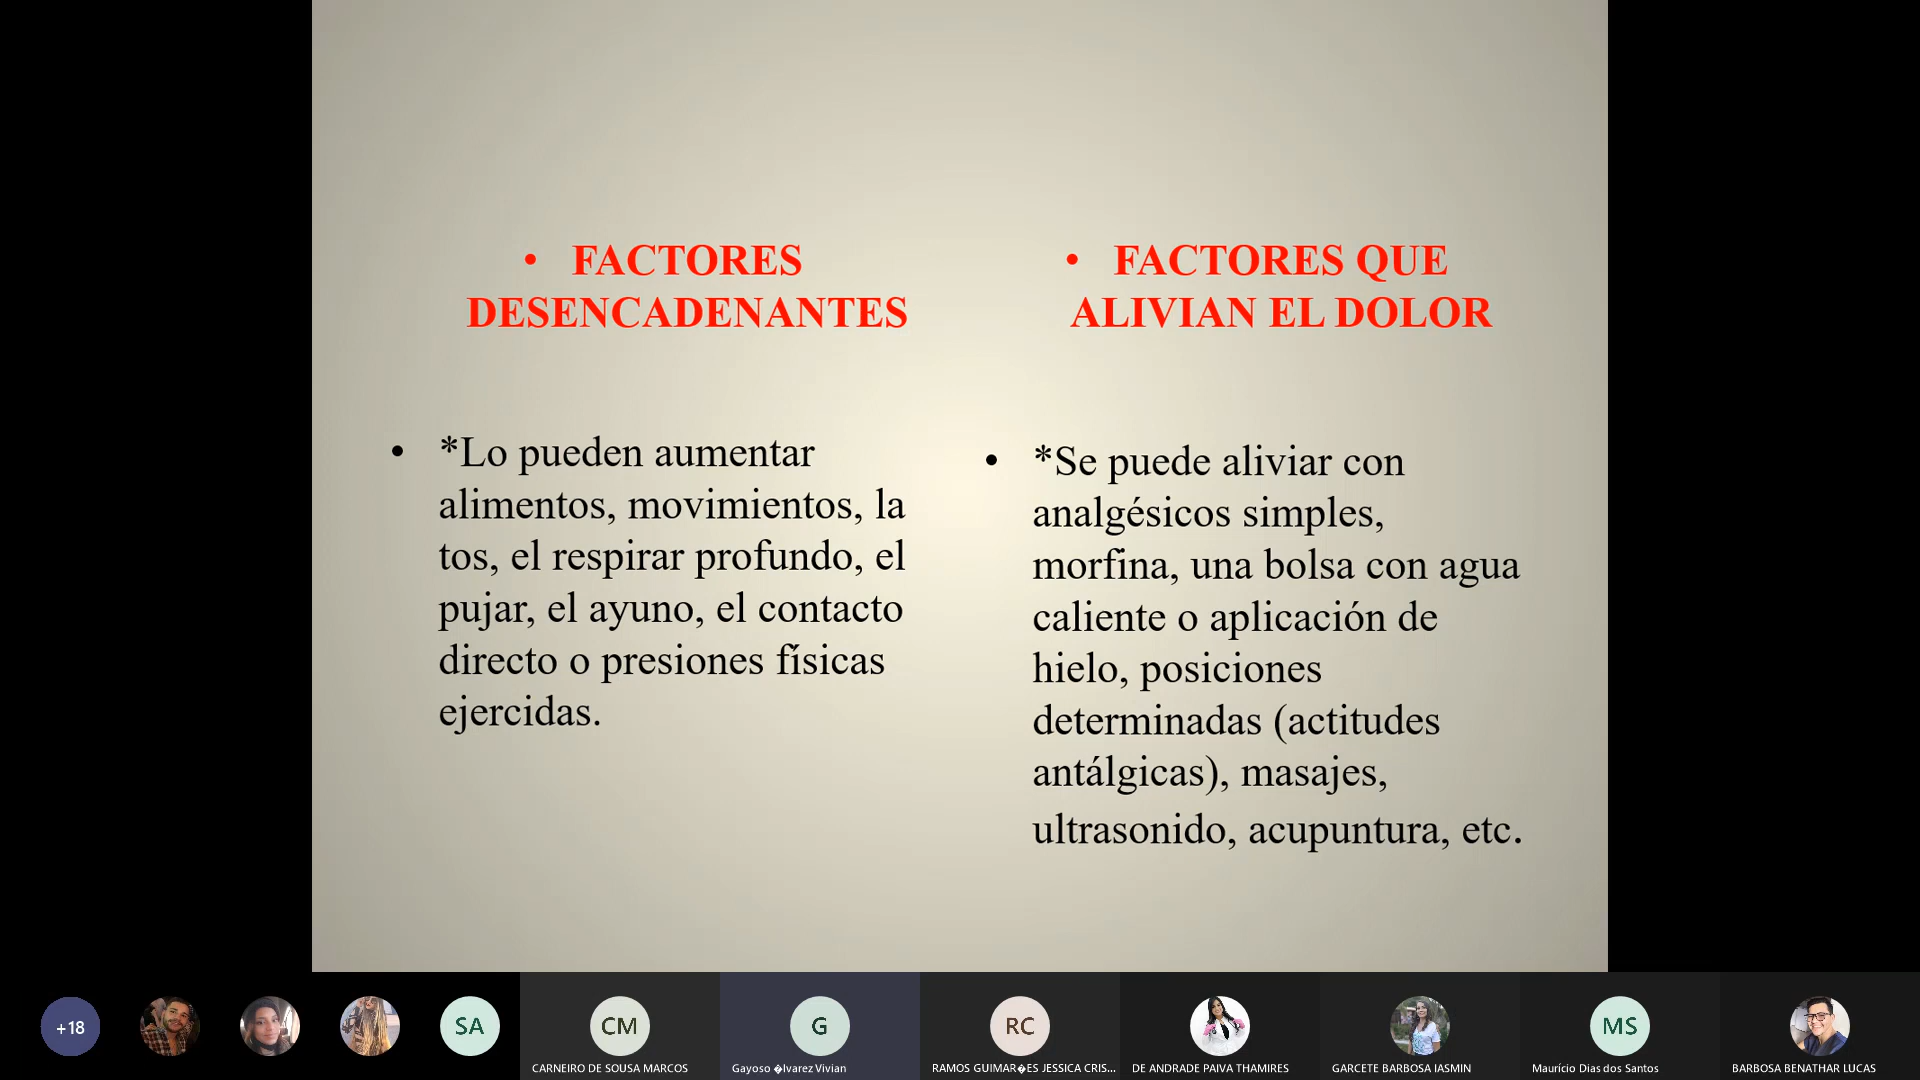 • FACTORES
DESENCADENANTES
• *Lo pueden aumentar
alimentos, movimientos, la
tos, el respirar profundo, el
pujar, el ayuno, el contacto
directo o presiones físicas
ejercidas.
• FACTORES QUE
ALIVIAN EL DOLOR
• *Se puede aliviar con
analgésicos simples,
morfina, una bolsa con agua
caliente o aplicación de
hielo, posiciones
determinadas (actitudes
antálgicas), masajes,
ultrasonido, acupuntura, etc.
+18
SA
CM
CARNEIRO DE SOUSA MARCOS
G
Gayoso �lvarez Vivian
RC
RAMOS GUIMAR�ES JESSICA CRIS...
DE ANDRADE PAIVA THAMIRES
GARCETE BARBOSA IASMIN
MS
Maurício Dias dos Santos
BARBOSA BENATHAR LUCAS